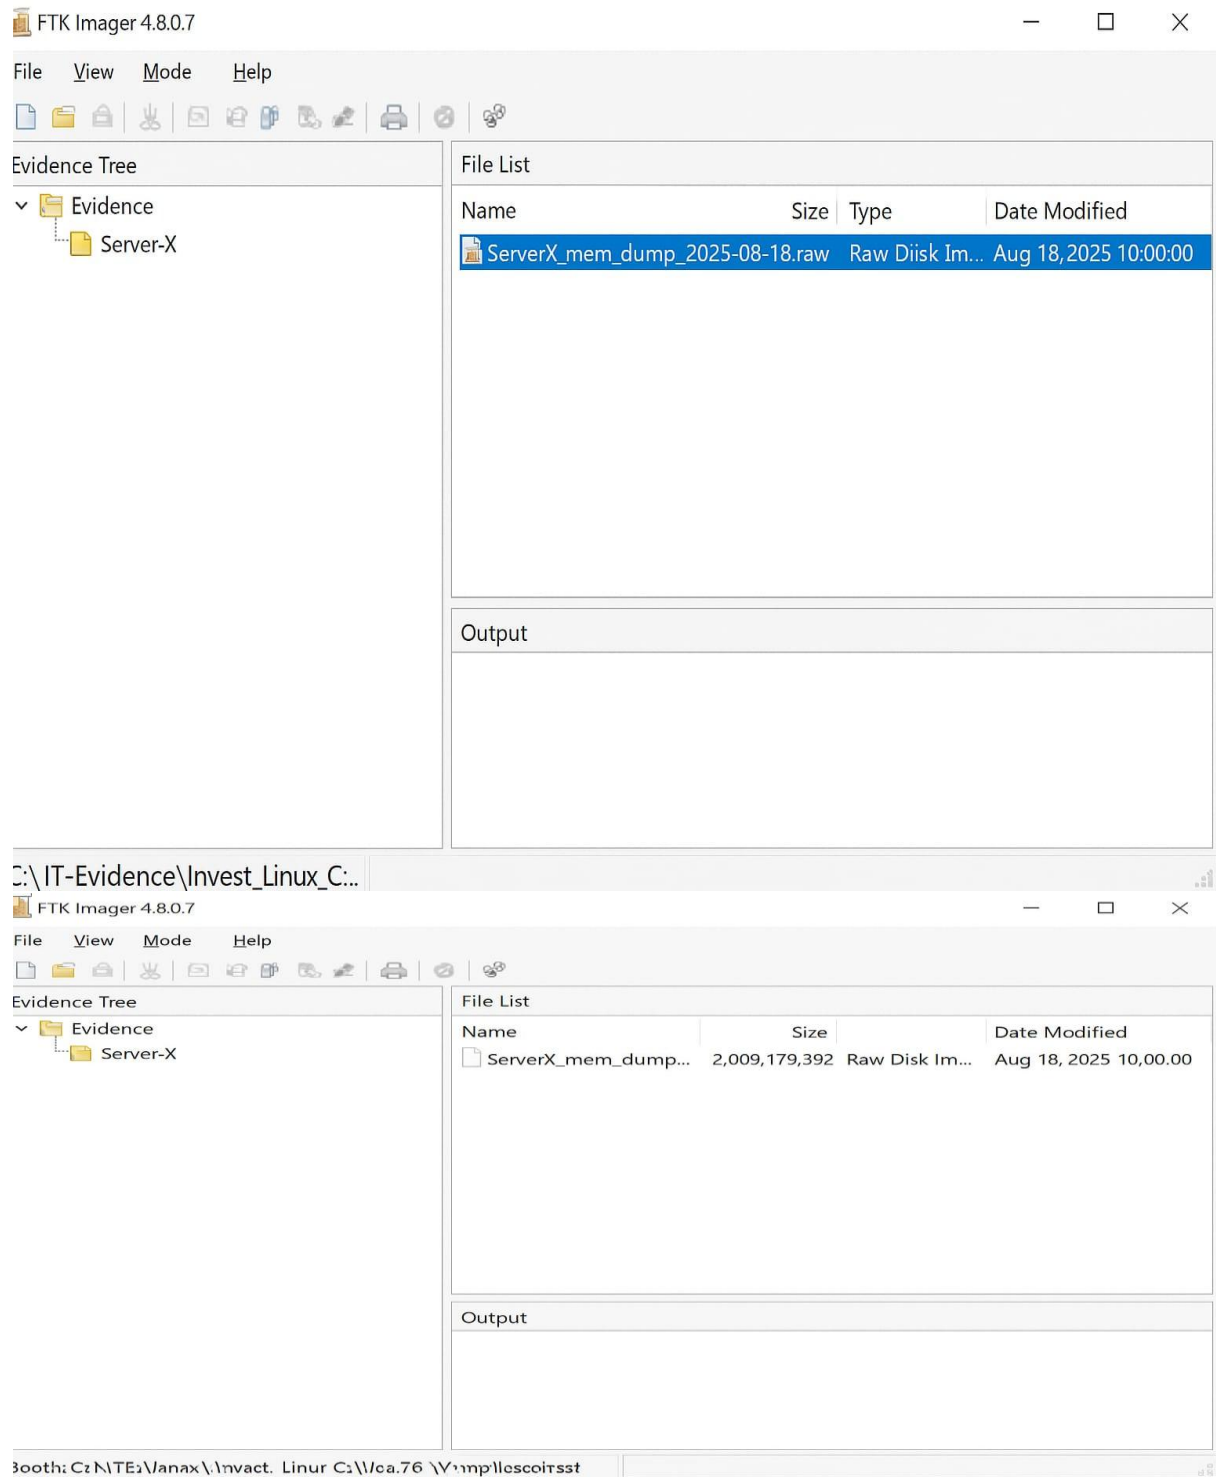 FTK Imager 4.8.0.7
File View Mode Help
Evidence Tree
File List
Evidence
Name Size Type Date Modified
Server-X
ServerX_mem_dump_2025-08-18.raw Raw Diisk Im... Aug 18,2025 10:00:00
Output
C:\IT-Evidence\Invest_Linux_C:..
FTK Imager 4.8.0.7
File View Mode Help
Evidence Tree
File List
Evidence
Name Size Date Modified
Server-X
ServerX_mem_dump... 2,009,179,392 Raw Disk Im... Aug 18, 2025 10,00.00
Output
Linur